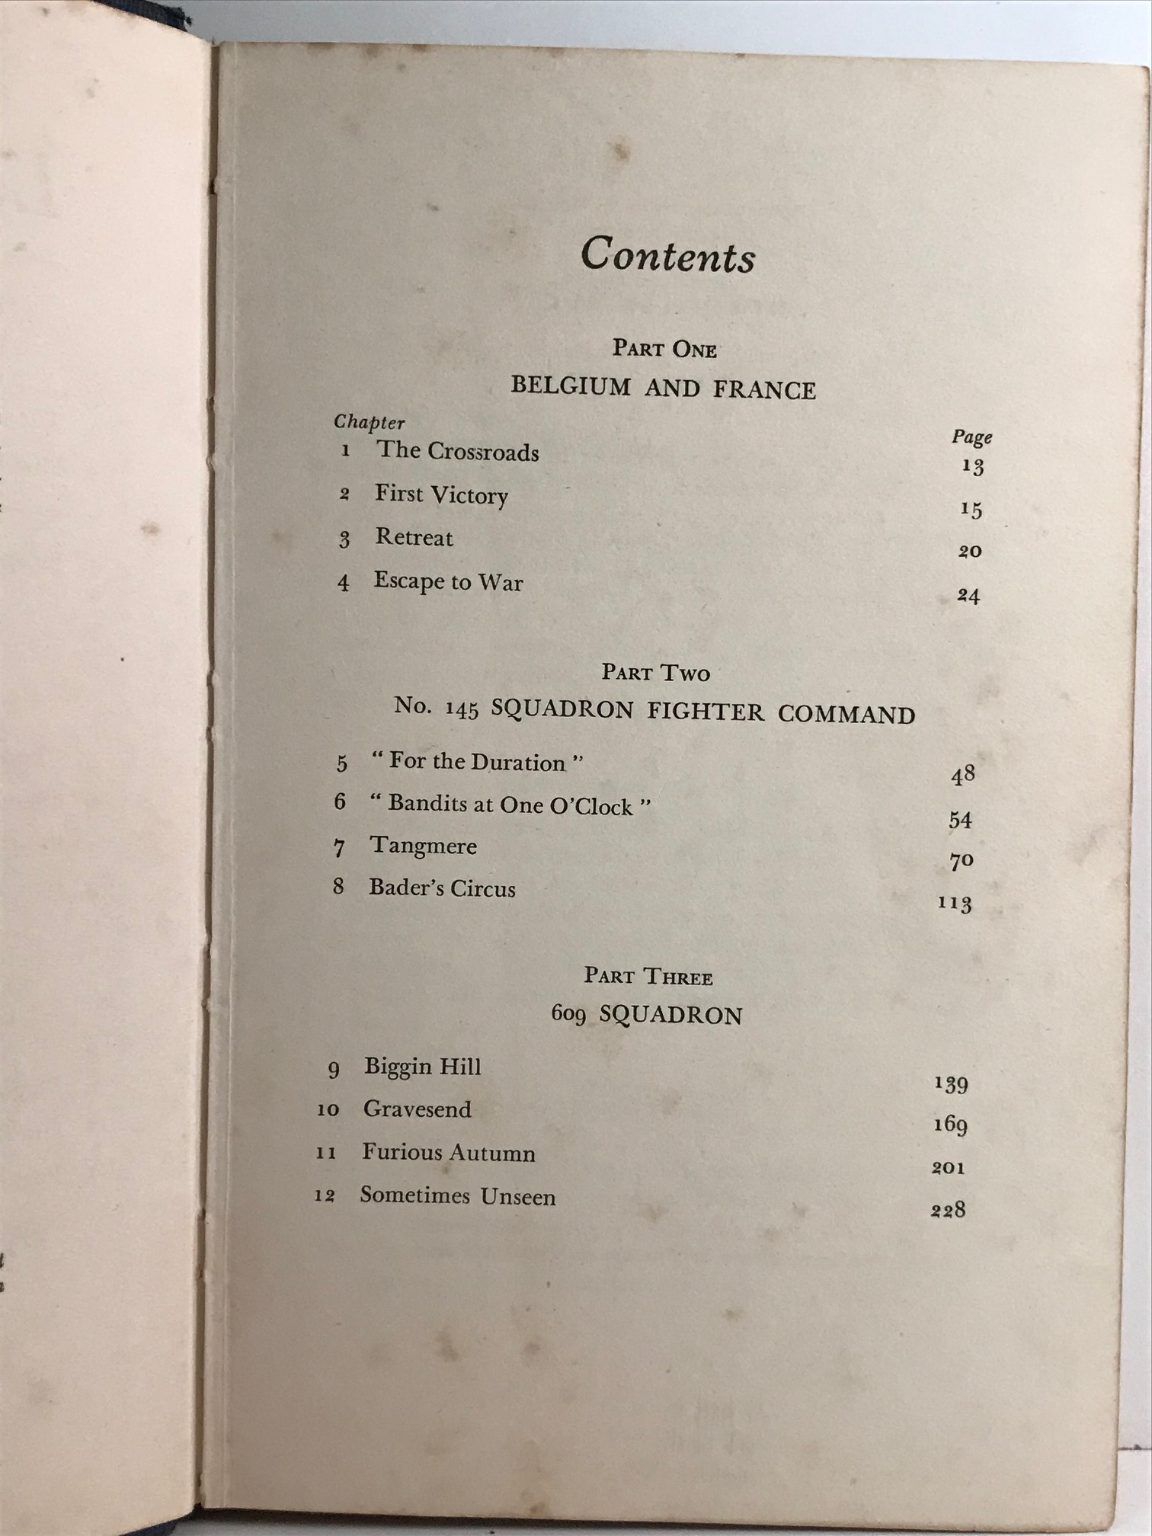 Contents
PART ONE
BELGIUM AND FRANCE
Chapter Page
1 The Crossroads 13
2 First Victory 15
3 Retreat 20
4 Escape to War 24
PART TWO
No. 145 SQUADRON FIGHTER COMMAND
5 “ For the Duration ” 48
6 “ Bandits at One O’Clock ” 54
7 Tangmere 70
8 Bader’s Circus 113
PART THREE
609 SQUADRON
9 Biggin Hill 139
10 Gravesend 169
11 Furious Autumn 201
12 Sometimes Unseen 228